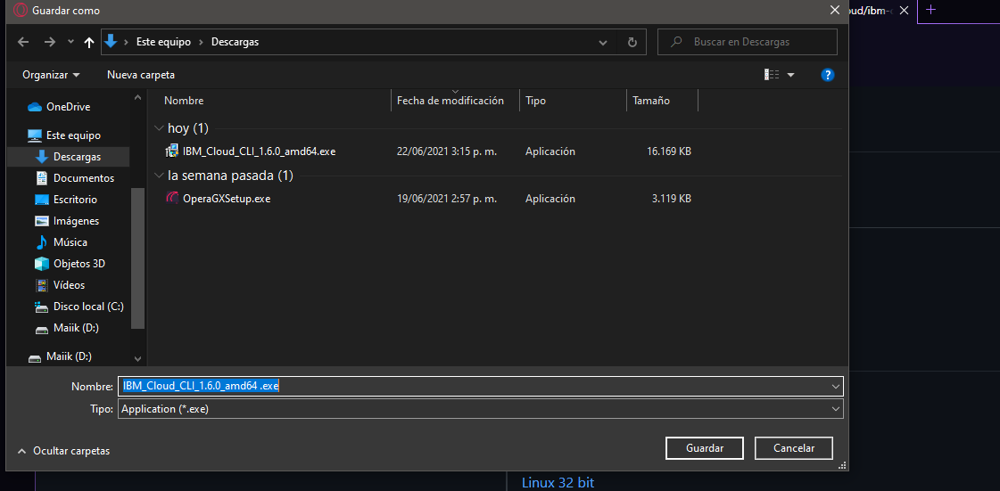 Guardar como
oud/ibm-c
Este equipo > Descargas
Buscar en Descargas
Organizar Nueva carpeta
Nombre Fecha de modificación Tipo Tamaño
OneDrive
Este equipo
Descargas
Documentos
Escritorio
Imágenes
Música
Objetos 3D
Vídeos
Disco local (C:)
Maiik (D:)
Maiik (D:)
hoy (1)
IBM_Cloud_CLI_1.6.0_amd64.exe 22/06/2021 3:15 p. m. Aplicación 16.169 KB
la semana pasada (1)
OperaGXSetup.exe 19/06/2021 2:57 p. m. Aplicación 3.119 KB
Nombre: IBM_Cloud_CLI_1.6.0_amd64 .exe
Tipo: Application (*.exe)
Ocultar carpetas
Guardar Cancelar
Linux 32 bit